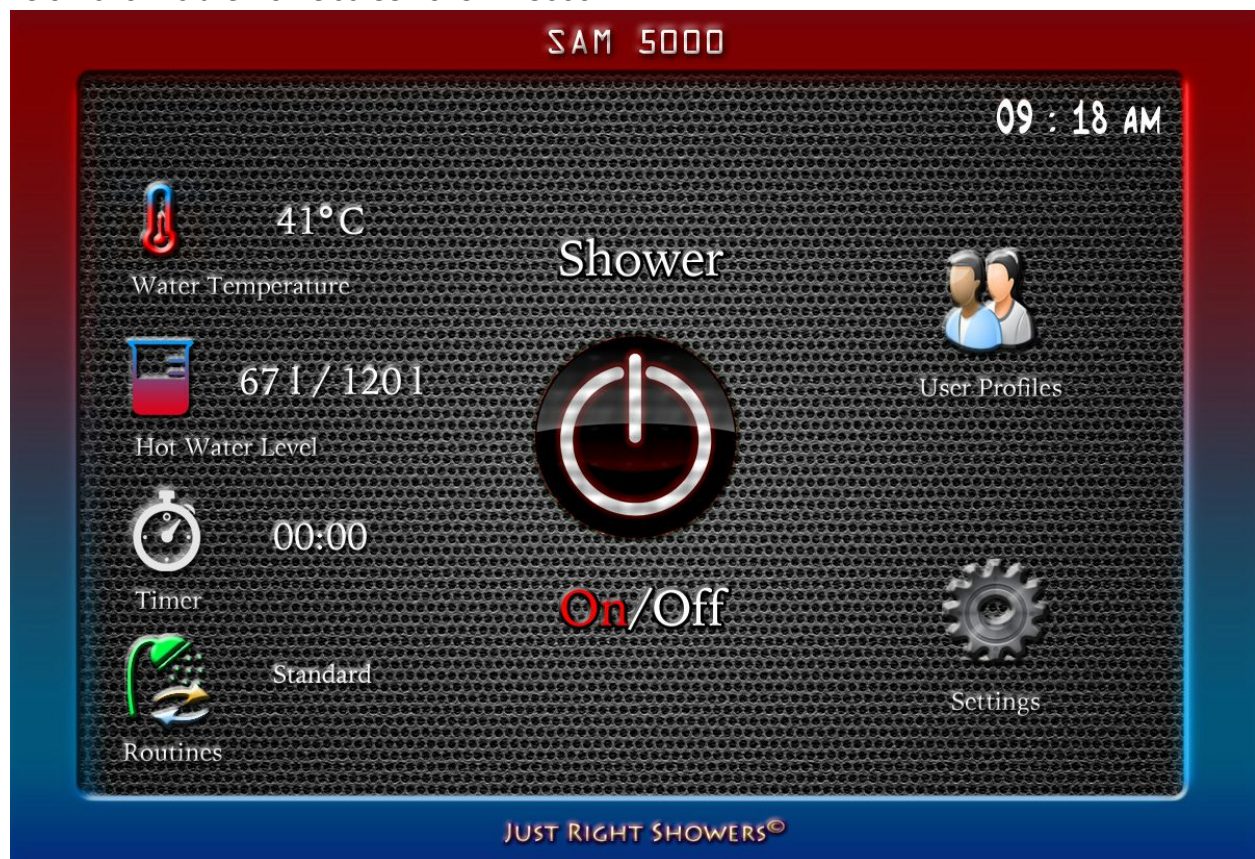 SAM 5000
09 : 18 AM
41°C
Water Temperature
67 l / 120 l
Hot Water Level
00:00
Timer
Standard
Routines
Shower
On/Off
User Profiles
Settings
JUST RIGHT SHOWERS©